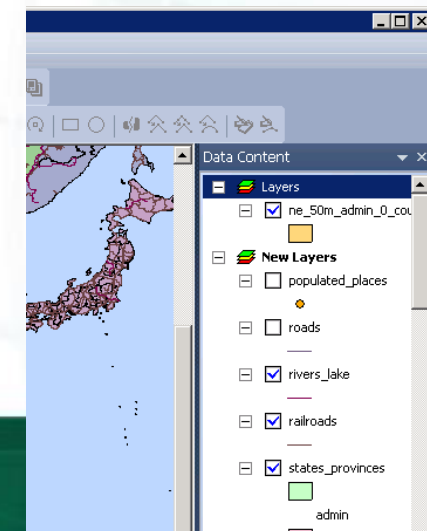 Data Content
Layers
ne_50m_admin_0_cou
New Layers
populated_places
roads
rivers_lake
railroads
states_provinces
admin